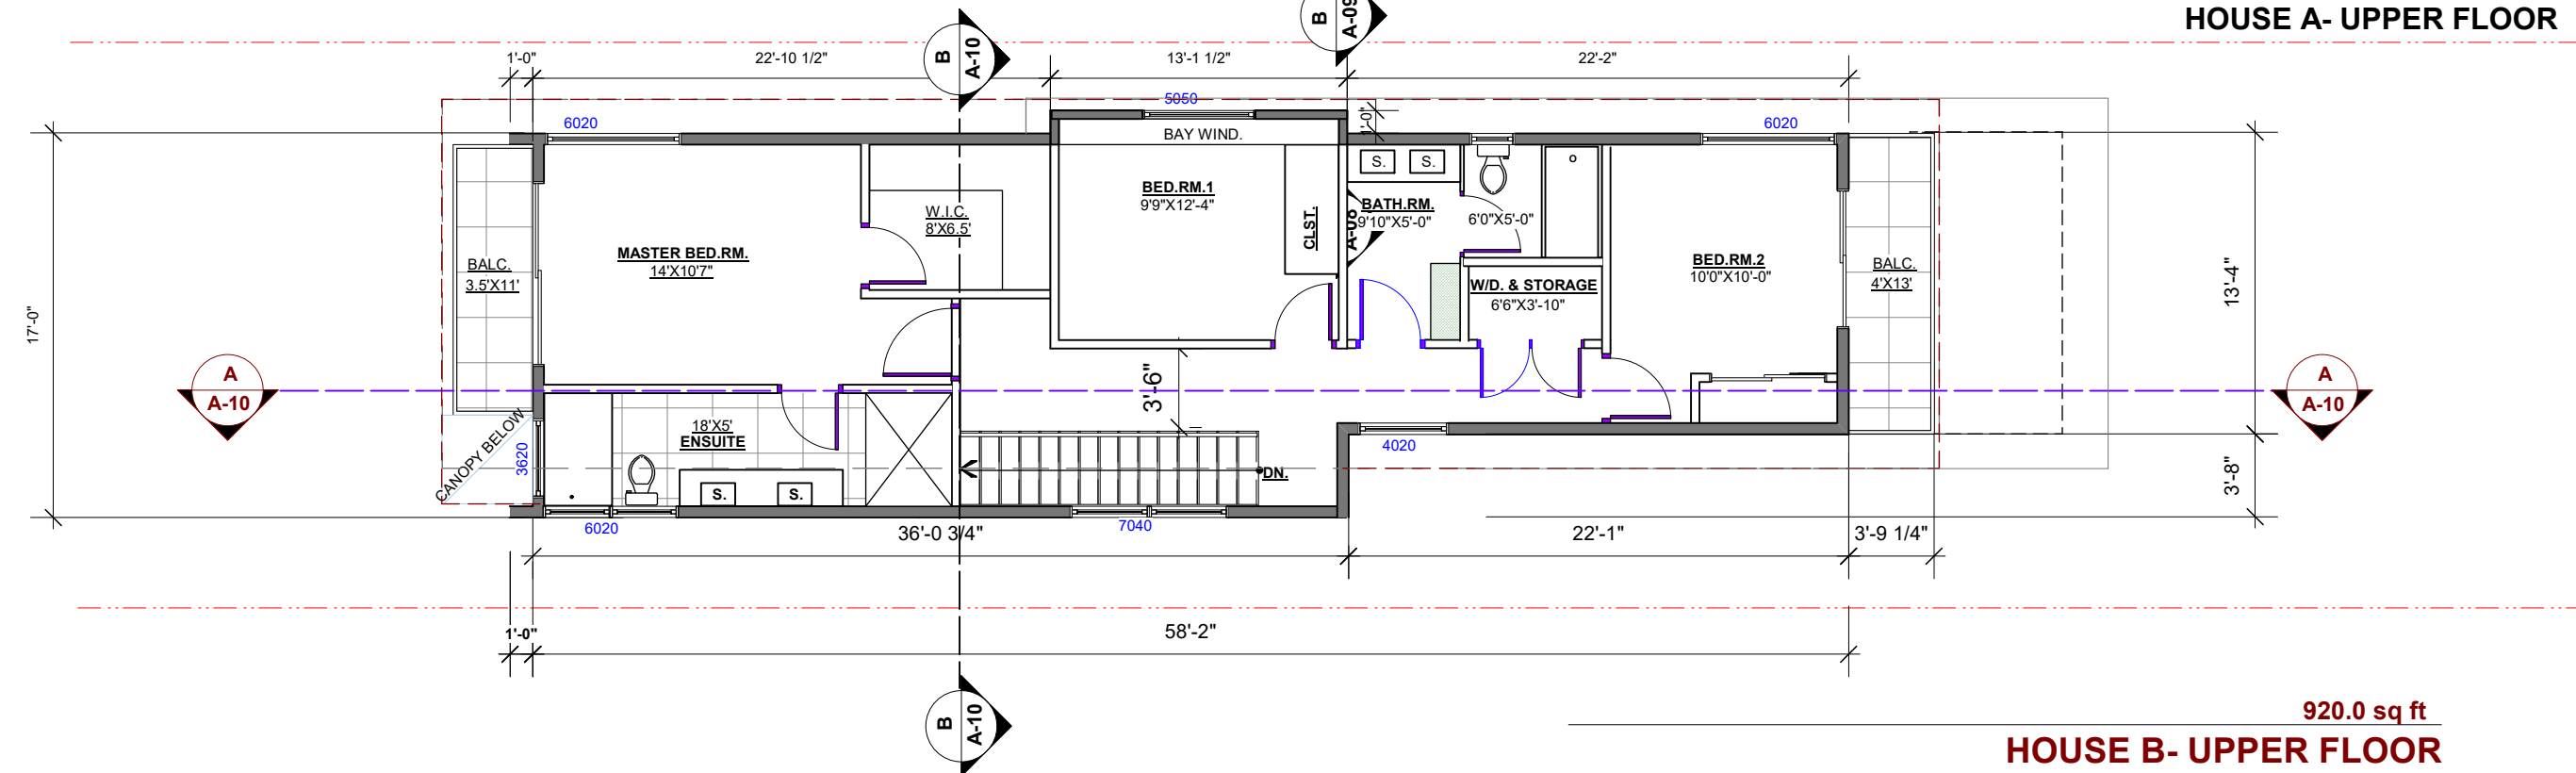 HOUSE A- UPPER FLOOR
B
A-09
B
A-10
1'-0"
22'-10 1/2"
13'-1 1/2"
22'-2"
6020
5050
6020
1'-0"
BAY WIND.
S.
S.
BED.RM.1
9'9"X12'-4"
W.I.C.
8'X6.5'
CLST.
A-08
BATH.RM.
9'10"X5'-0"
6'0"X5'-0"
MASTER BED.RM.
14'X10'7"
BALC.
3.5'X11'
W/D. & STORAGE
6'6"X3'-10"
BED.RM.2
10'0"X10'-0"
BALC.
4'X13'
17'-0"
13'-4"
A
A-10
3'-6"
A
A-10
CANOPY BELOW
3620
18'X5'
ENSUITE
S.
S.
DN.
4020
3'-8"
6020
7040
36'-0 3/4"
22'-1"
3'-9 1/4"
1'-0"
58'-2"
B
A-10
920.0 sq ft
HOUSE B- UPPER FLOOR